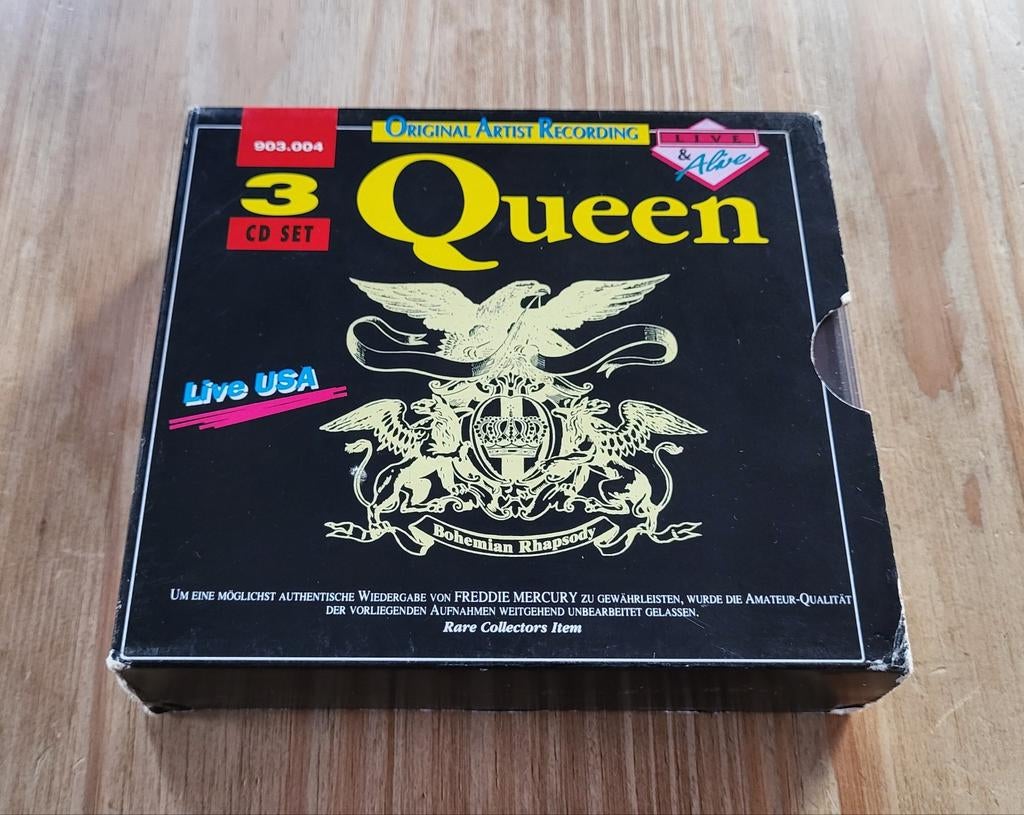 903.004
ORIGINAL ARTIST RECORDING
LIVE
& Alive
3
CD SET
Queen
Live USA
Bohemian Rhapsody
UM EINE MÖGLICHST AUTHENTISCHE WIEDERGABE VON FREDDIE MERCURY ZU GEWÄHRLEISTEN, WURDE DIE AMATEUR-QUALITÄT
DER VORLIEGENDEN AUFNAHMEN WEITGEHEND UNBEARBEITET GELASSEN.
Rare Collectors Item